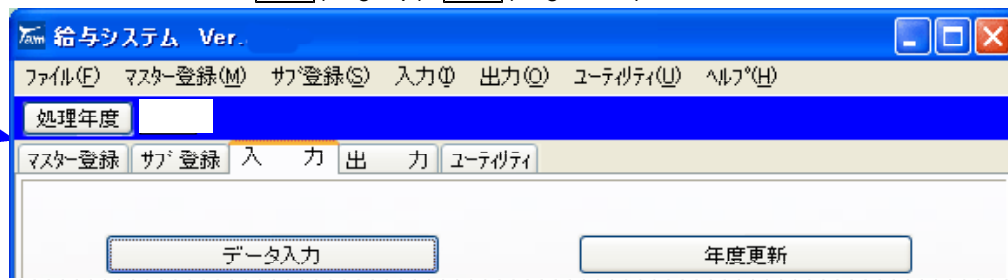 Tam 給与システム Ver.
ﾌｧｲﾙ(F) ﾏｽﾀｰ登録(M) ｻﾌﾞ登録(S) 入力(I) 出力(O) ﾕｰﾃｨﾘﾃｨ(U) ﾍﾙﾌﾟ(H)
処理年度
ﾏｽﾀｰ登録 ｻﾌﾞ登録 入 力 出 力 ﾕｰﾃｨﾘﾃｨ
データ入力 年度更新